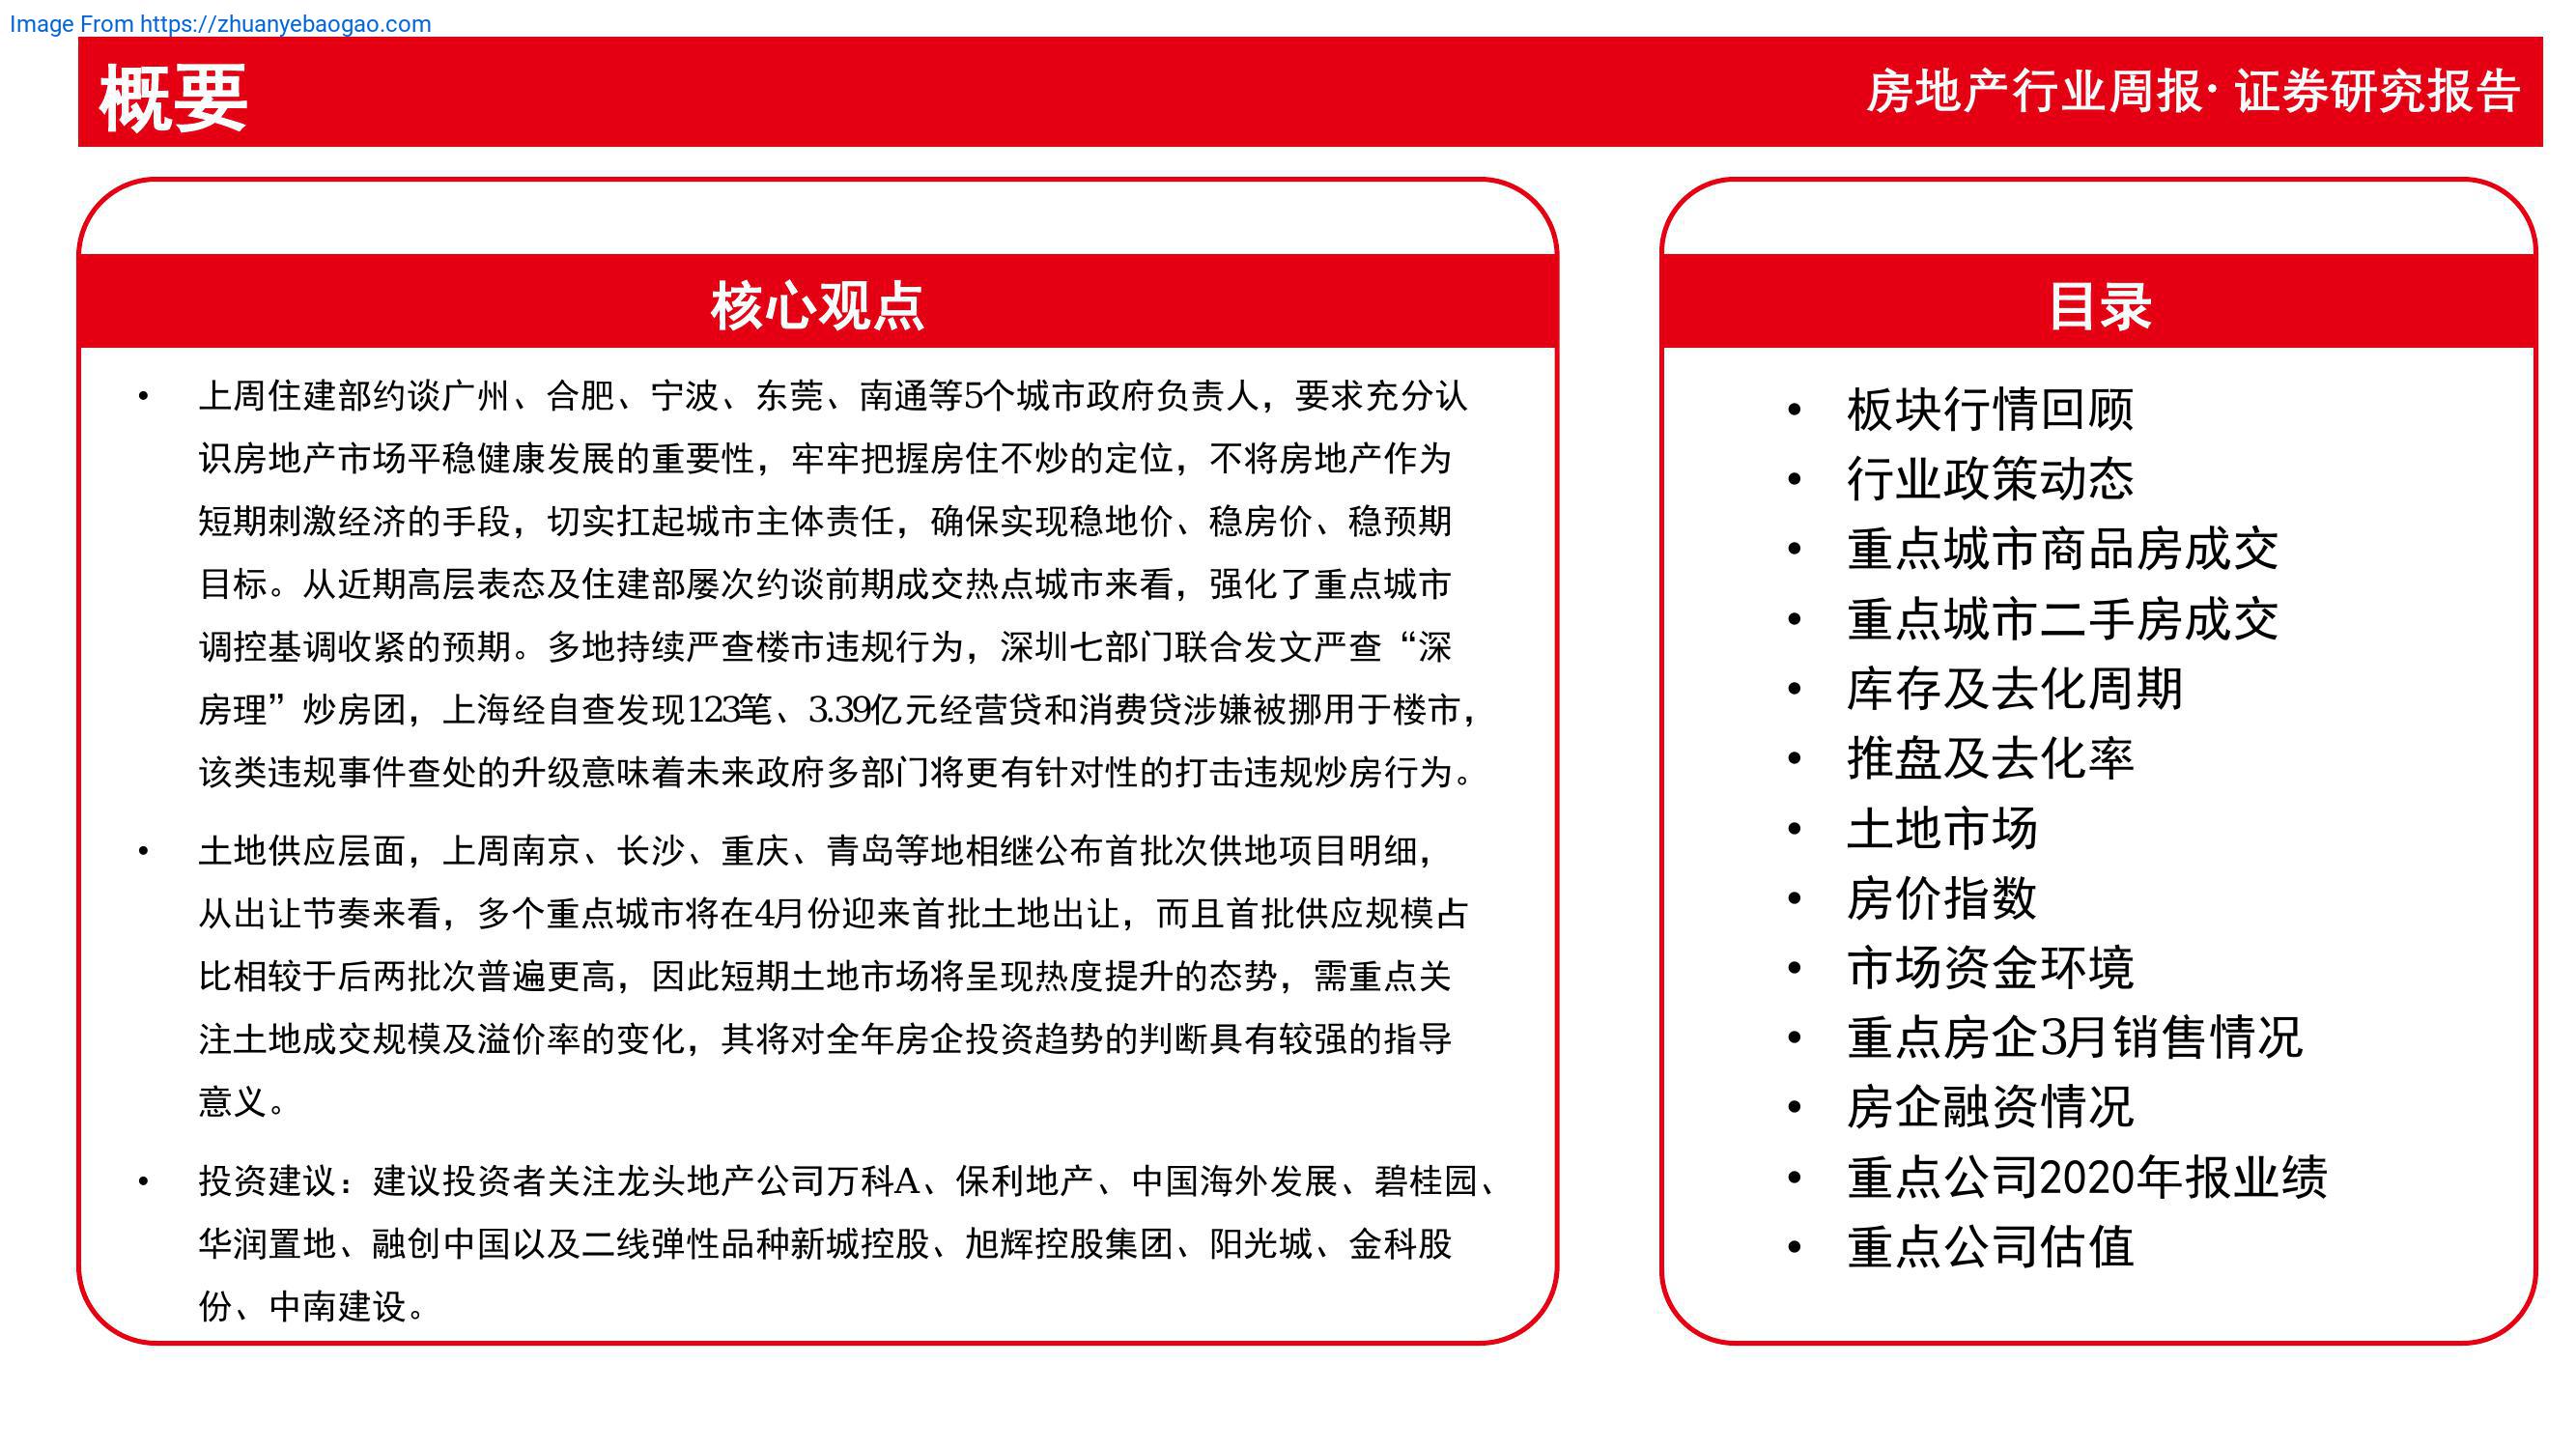 Image From https://zhuanyebaogao.com
概要
房地产行业周报· 证券研究报告
核心观点
• 上周住建部约谈广州、合肥、宁波、东莞、南通等5个城市政府负责人，要求充分认
识房地产市场平稳健康发展的重要性，牢牢把握房住不炒的定位，不将房地产作为
短期刺激经济的手段，切实扛起城市主体责任，确保实现稳地价、稳房价、稳预期
目标。从近期高层表态及住建部屡次约谈前期成交热点城市来看，强化了重点城市
调控基调收紧的预期。多地持续严查楼市违规行为，深圳七部门联合发文严查“深
房理”炒房团，上海经自查发现123笔、3.39亿元经营贷和消费贷涉嫌被挪用于楼市，
该类违规事件查处的升级意味着未来政府多部门将更有针对性的打击违规炒房行为。
• 土地供应层面，上周南京、长沙、重庆、青岛等地相继公布首批次供地项目明细，
从出让节奏来看，多个重点城市将在4月份迎来首批土地出让，而且首批供应规模占
比相较于后两批次普遍更高，因此短期土地市场将呈现热度提升的态势，需重点关
注土地成交规模及溢价率的变化，其将对全年房企投资趋势的判断具有较强的指导
意义。
• 投资建议：建议投资者关注龙头地产公司万科A、保利地产、中国海外发展、碧桂园、
华润置地、融创中国以及二线弹性品种新城控股、旭辉控股集团、阳光城、金科股
份、中南建设。
目录
• 板块行情回顾
• 行业政策动态
• 重点城市商品房成交
• 重点城市二手房成交
• 库存及去化周期
• 推盘及去化率
• 土地市场
• 房价指数
• 市场资金环境
• 重点房企3月销售情况
• 房企融资情况
• 重点公司2020年报业绩
• 重点公司估值